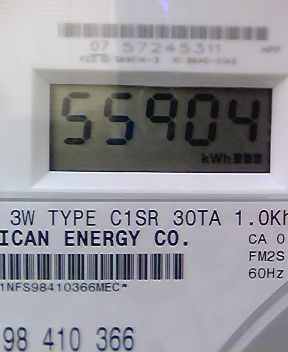 07 57245311
55904
kWh
3W TYPE C1SR 30TA 1.0Kh
ICAN ENERGY CO.
CA 0
FM2S
60Hz
1NFS98410366MEC*
98 410 366